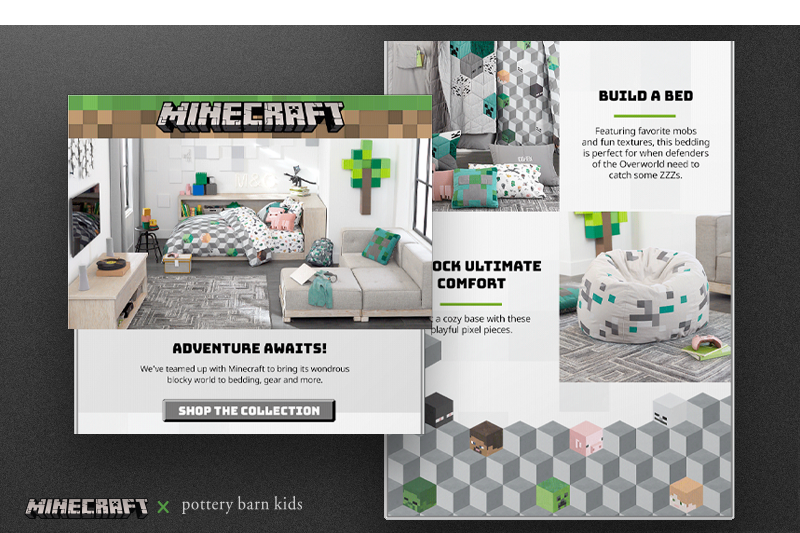 MINECRAFT
ADVENTURE AWAITS!
We've teamed up with Minecraft to bring its wondrous
blocky world to bedding, gear and more.
SHOP THE COLLECTION
BUILD A BED
Featuring favorite mobs
and fun textures, this bedding
is perfect for when defenders
of the Overworld need to
catch some ZZZs.
ULTIMATE
COMFORT
a cozy base with these
playful pixel pieces.
MINECRAFT x pottery barn kids